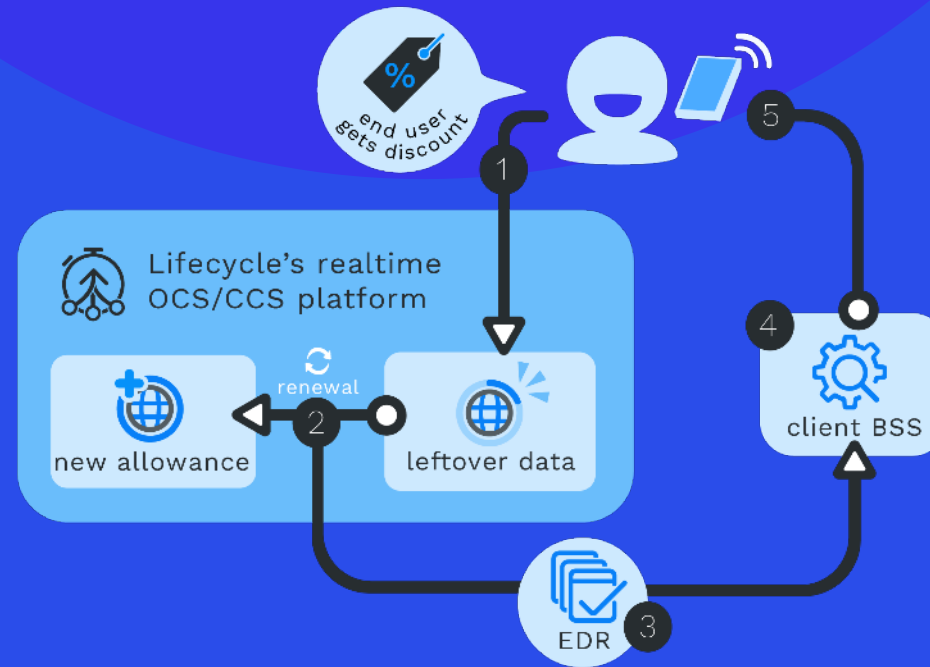 %
end user
gets discount
1
5
Lifecycle's realtime
OCS/CCS platform
4
renewal
2
new allowance
leftover data
client BSS
EDR
3